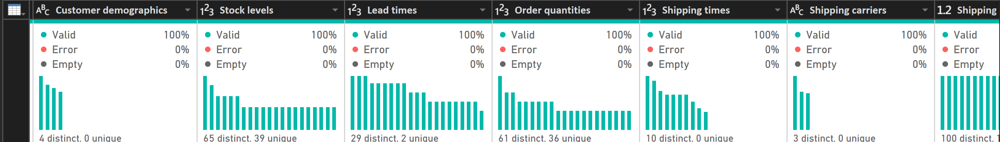 ABC Customer demographics 123 Stock levels 123 Lead times 123 Order quantities 123 Shipping times ABC Shipping carriers 1.2 Shipping
Valid 100% Valid 100% Valid 100% Valid 100% Valid 100% Valid 100% Valid
Error 0% Error 0% Error 0% Error 0% Error 0% Error 0% Error
Empty 0% Empty 0% Empty 0% Empty 0% Empty 0% Empty 0% Empty
4 distinct, 0 unique 65 distinct, 39 unique 29 distinct, 2 unique 61 distinct, 36 unique 10 distinct, 0 unique 3 distinct, 0 unique 100 distinct,